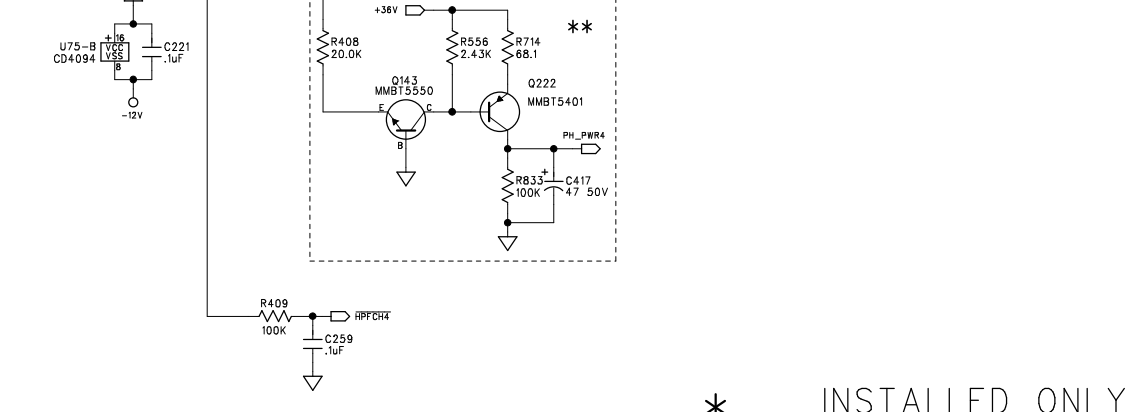 +36V
**
+ 16
U75-B
VCC
C221
CD4094
VSS
.1uF
8
-12V
R408
20.0K
R556
2.43K
R714
68.1
Q143
MMBT5550
E
C
B
Q222
MMBT5401
PH_PWR4
R833
100K
+
C417
47 50V
R409
100K
HPFCH4
C259
.1uF
* INSTALLED ONLY